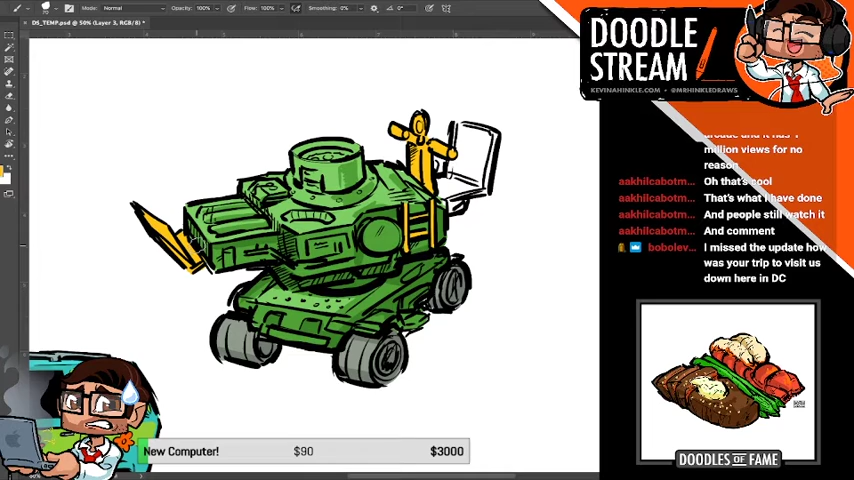 Mode: Normal Opacity: 100% Flow: 100% Smoothing: 0% 0°
DS_TEMP.psd @ 50% (Layer 3, RGB/8) *
DOODLE
STREAM
KEVINAHINKLE.COM • @MRHINKLEDRAWS
million views for no
reason
aakhilcabotm... Oh that's cool
aakhilcabotm... That's what I have done
aakhilcabotm... And people still watch it
aakhilcabotm... And comment
bobolev... I missed the update how
was your trip to visit us
down here in DC
New Computer! $90 $3000
DOODLES OF FAME